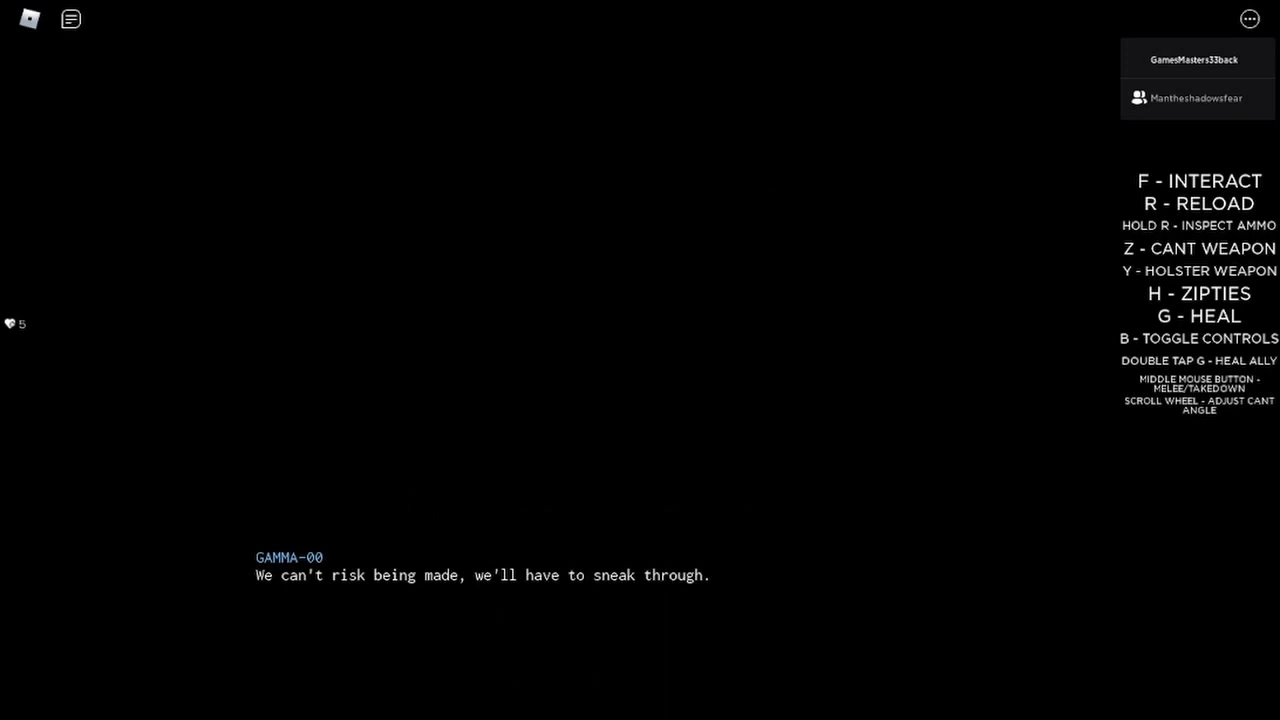 GamesMasters33back
Mantheshadowsfear
F - INTERACT
R - RELOAD
HOLD R - INSPECT AMMO
Z - CANT WEAPON
Y - HOLSTER WEAPON
H - ZIPTIES
G - HEAL
B - TOGGLE CONTROLS
DOUBLE TAP G - HEAL ALLY
MIDDLE MOUSE BUTTON -
MELEE/TAKEDOWN
SCROLL WHEEL - ADJUST CANT
ANGLE
5
GAMMA-00
We can't risk being made, we'll have to sneak through.